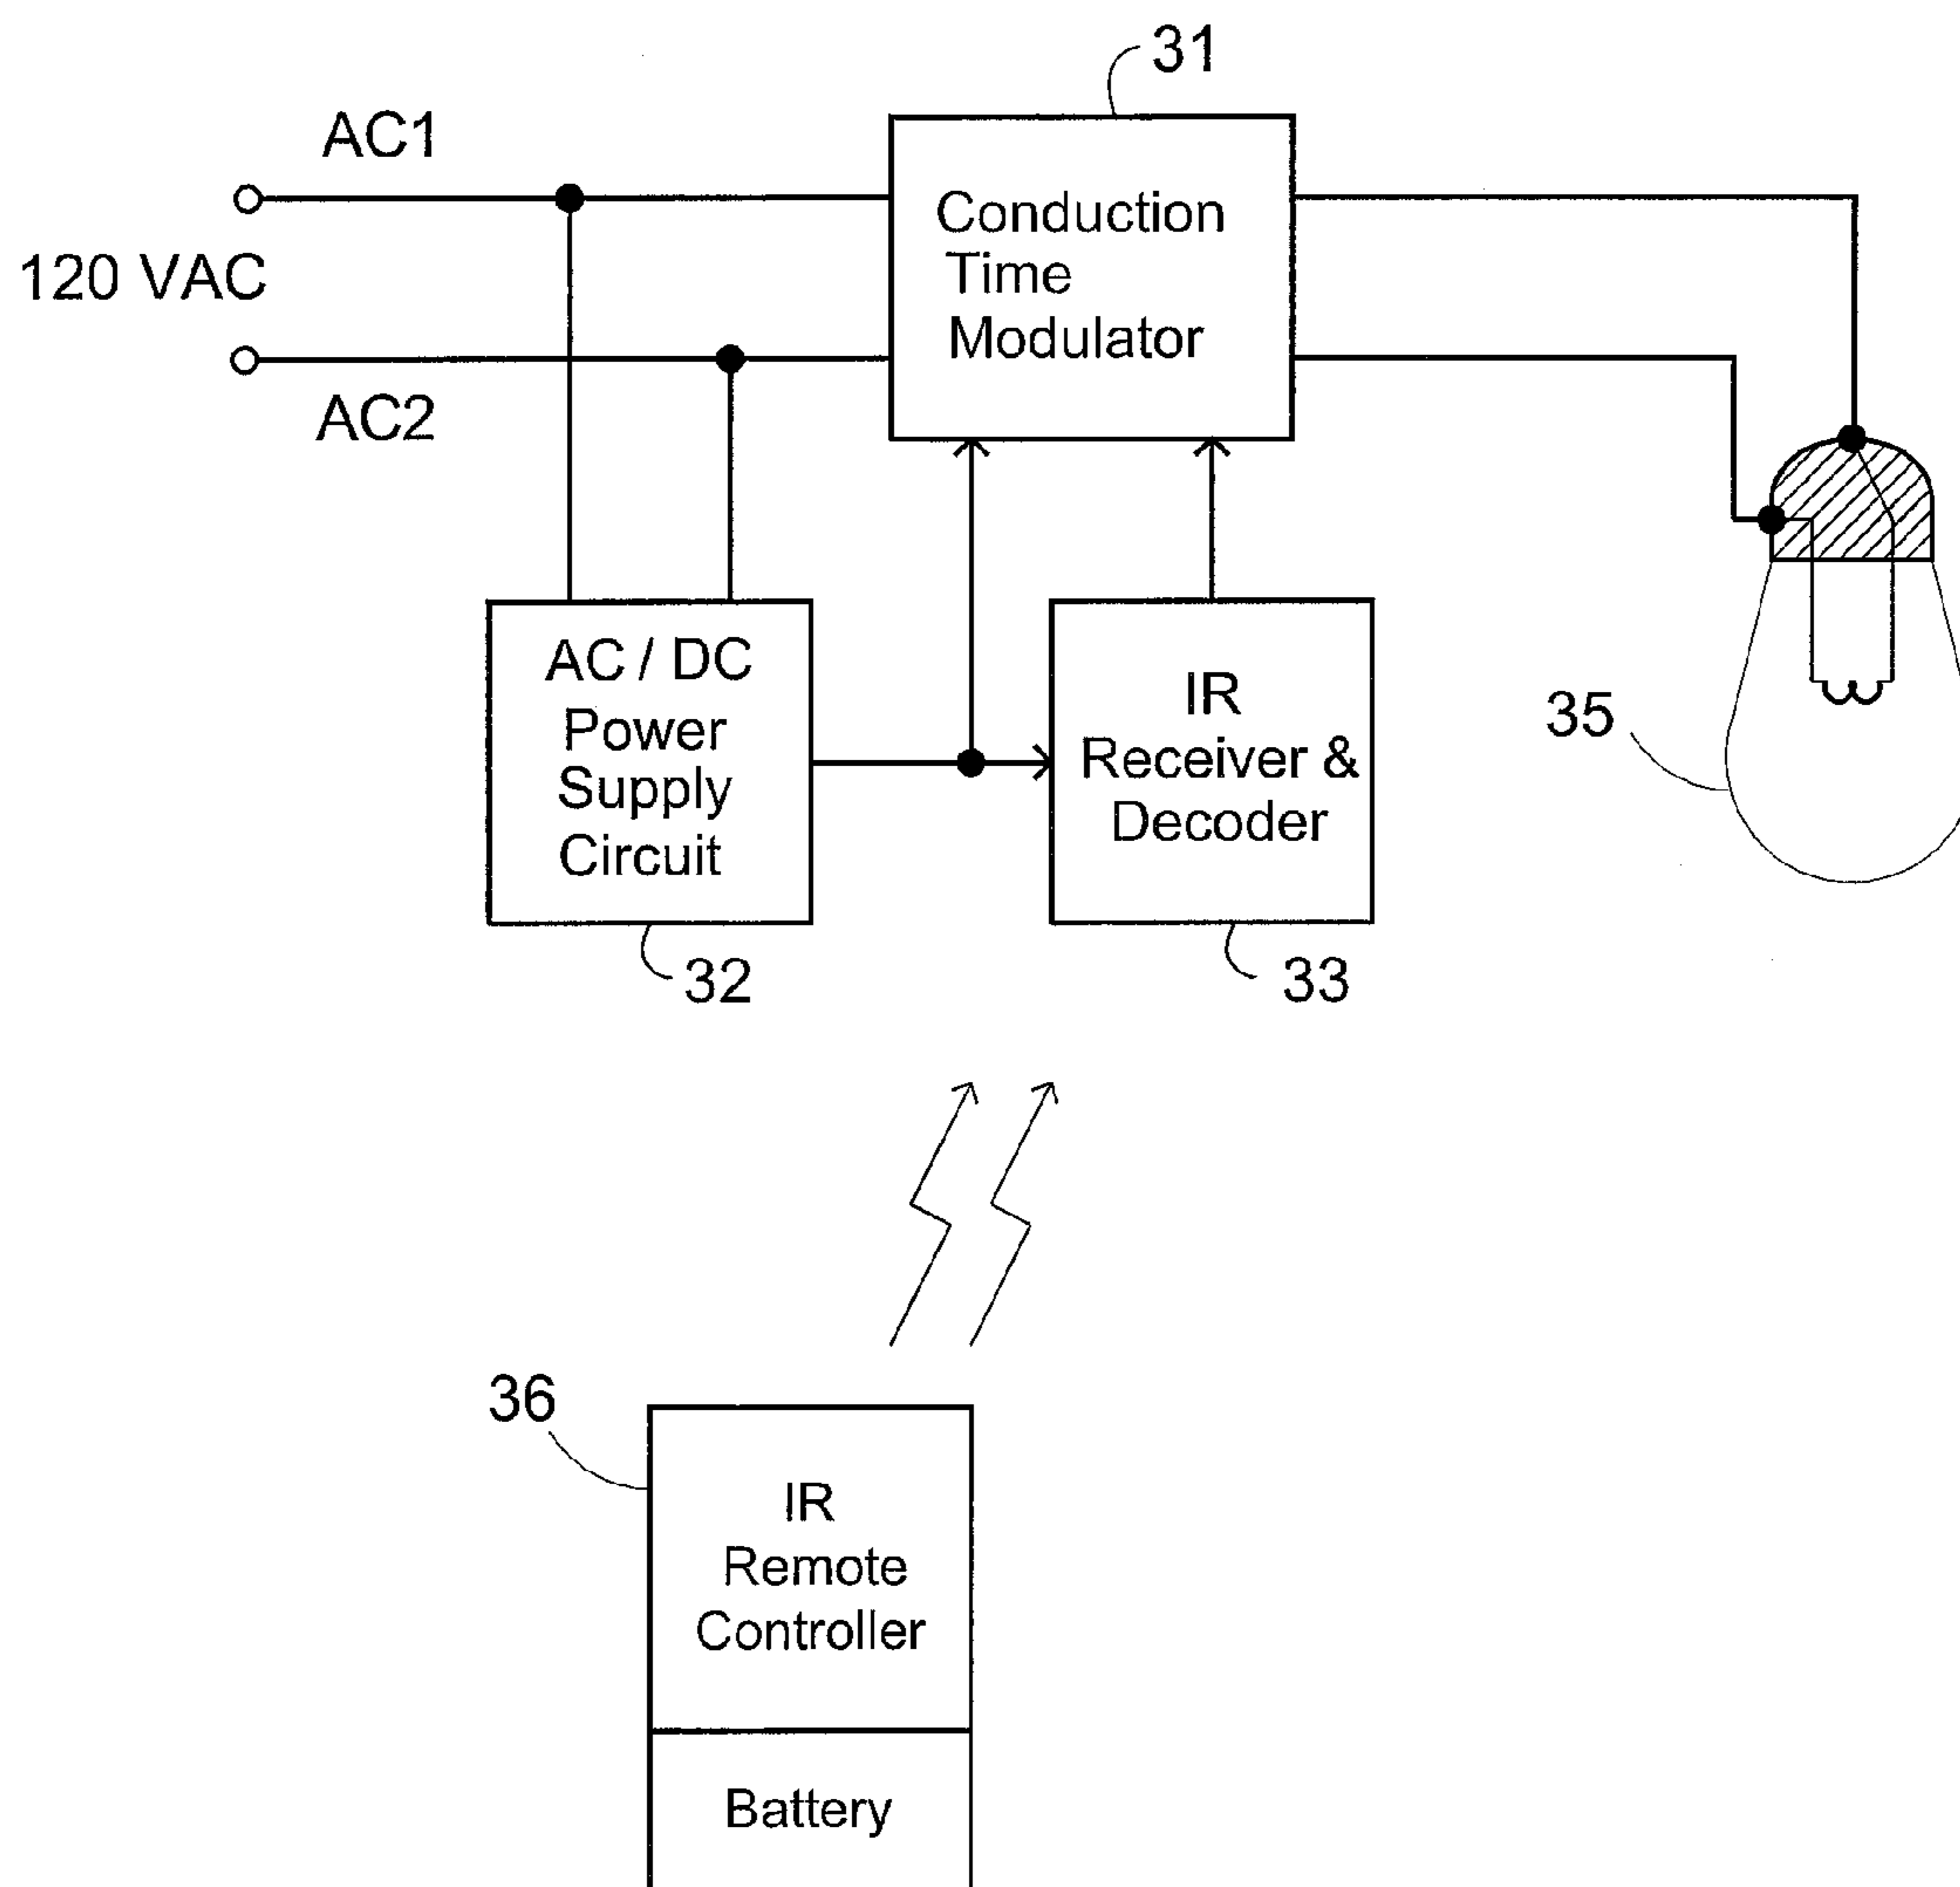 31
AC1
120 VAC
AC2
Conduction
Time
Modulator
AC / DC
Power
Supply
Circuit
IR
Receiver &
Decoder
35
32
33
36
IR
Remote
Controller
Battery